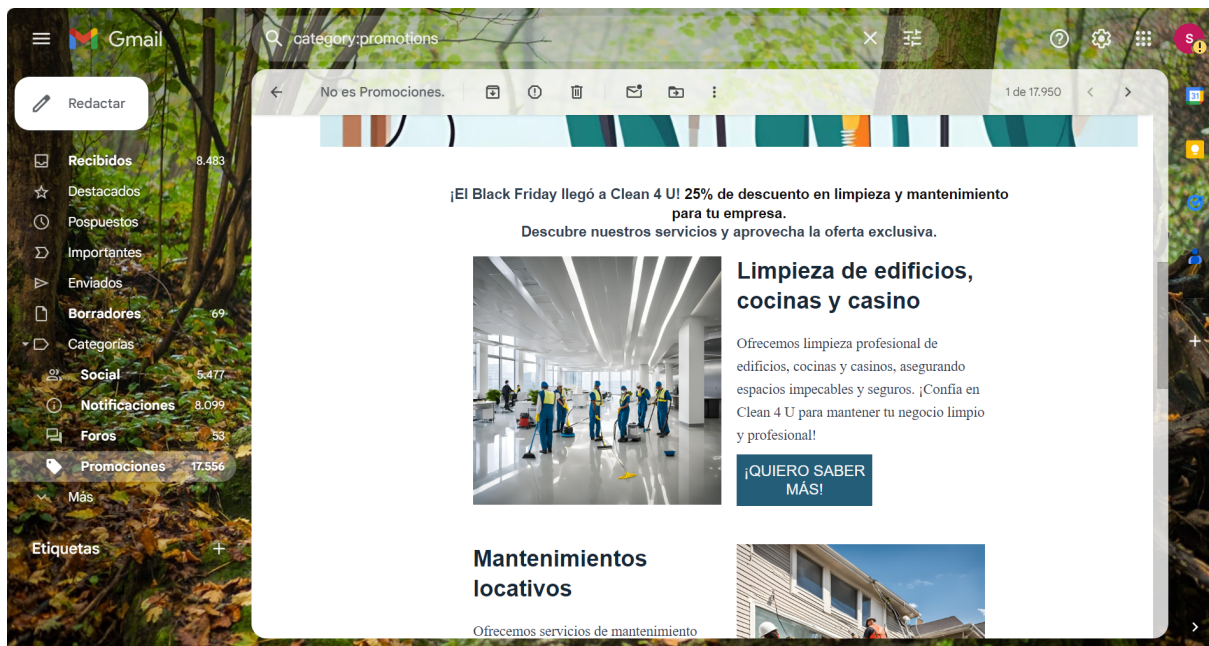 Gmail
category:promotions
S
Redactar
No es Promociones.
1 de 17.950
31
Recibidos 8.483
Destacados
Pospuestos
Importantes
Enviados
Borradores 69
Categorías
Social 5.477
Notificaciones 8.099
Foros 53
Promociones 17.556
Más
Etiquetas
¡El Black Friday llegó a Clean 4 U! 25% de descuento en limpieza y mantenimiento
para tu empresa.
Descubre nuestros servicios y aprovecha la oferta exclusiva.
Limpieza de edificios,
cocinas y casino
Ofrecemos limpieza profesional de
edificios, cocinas y casinos, asegurando
espacios impecables y seguros. ¡Confía en
Clean 4 U para mantener tu negocio limpio
y profesional!
¡QUIERO SABER
MÁS!
Mantenimientos
locativos
Ofrecemos servicios de mantenimiento